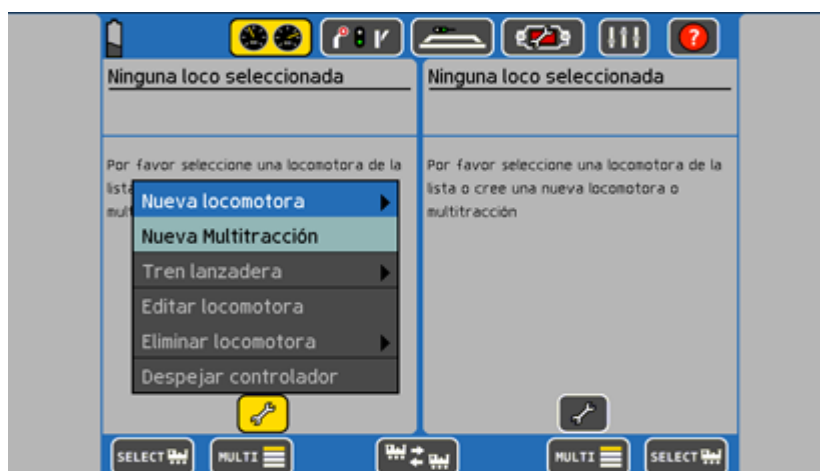 ?
Ninguna loco seleccionada
Por favor seleccione una locomotora de la
lista
mult
Nueva locomotora
Nueva Multitracción
Tren lanzadera
Editar locomotora
Eliminar locomotora
Despejar controlador
Ninguna loco seleccionada
Por favor seleccione una locomotora de la
lista o cree una nueva locomotora o
multitracción
SELECT MULTI MULTI SELECT